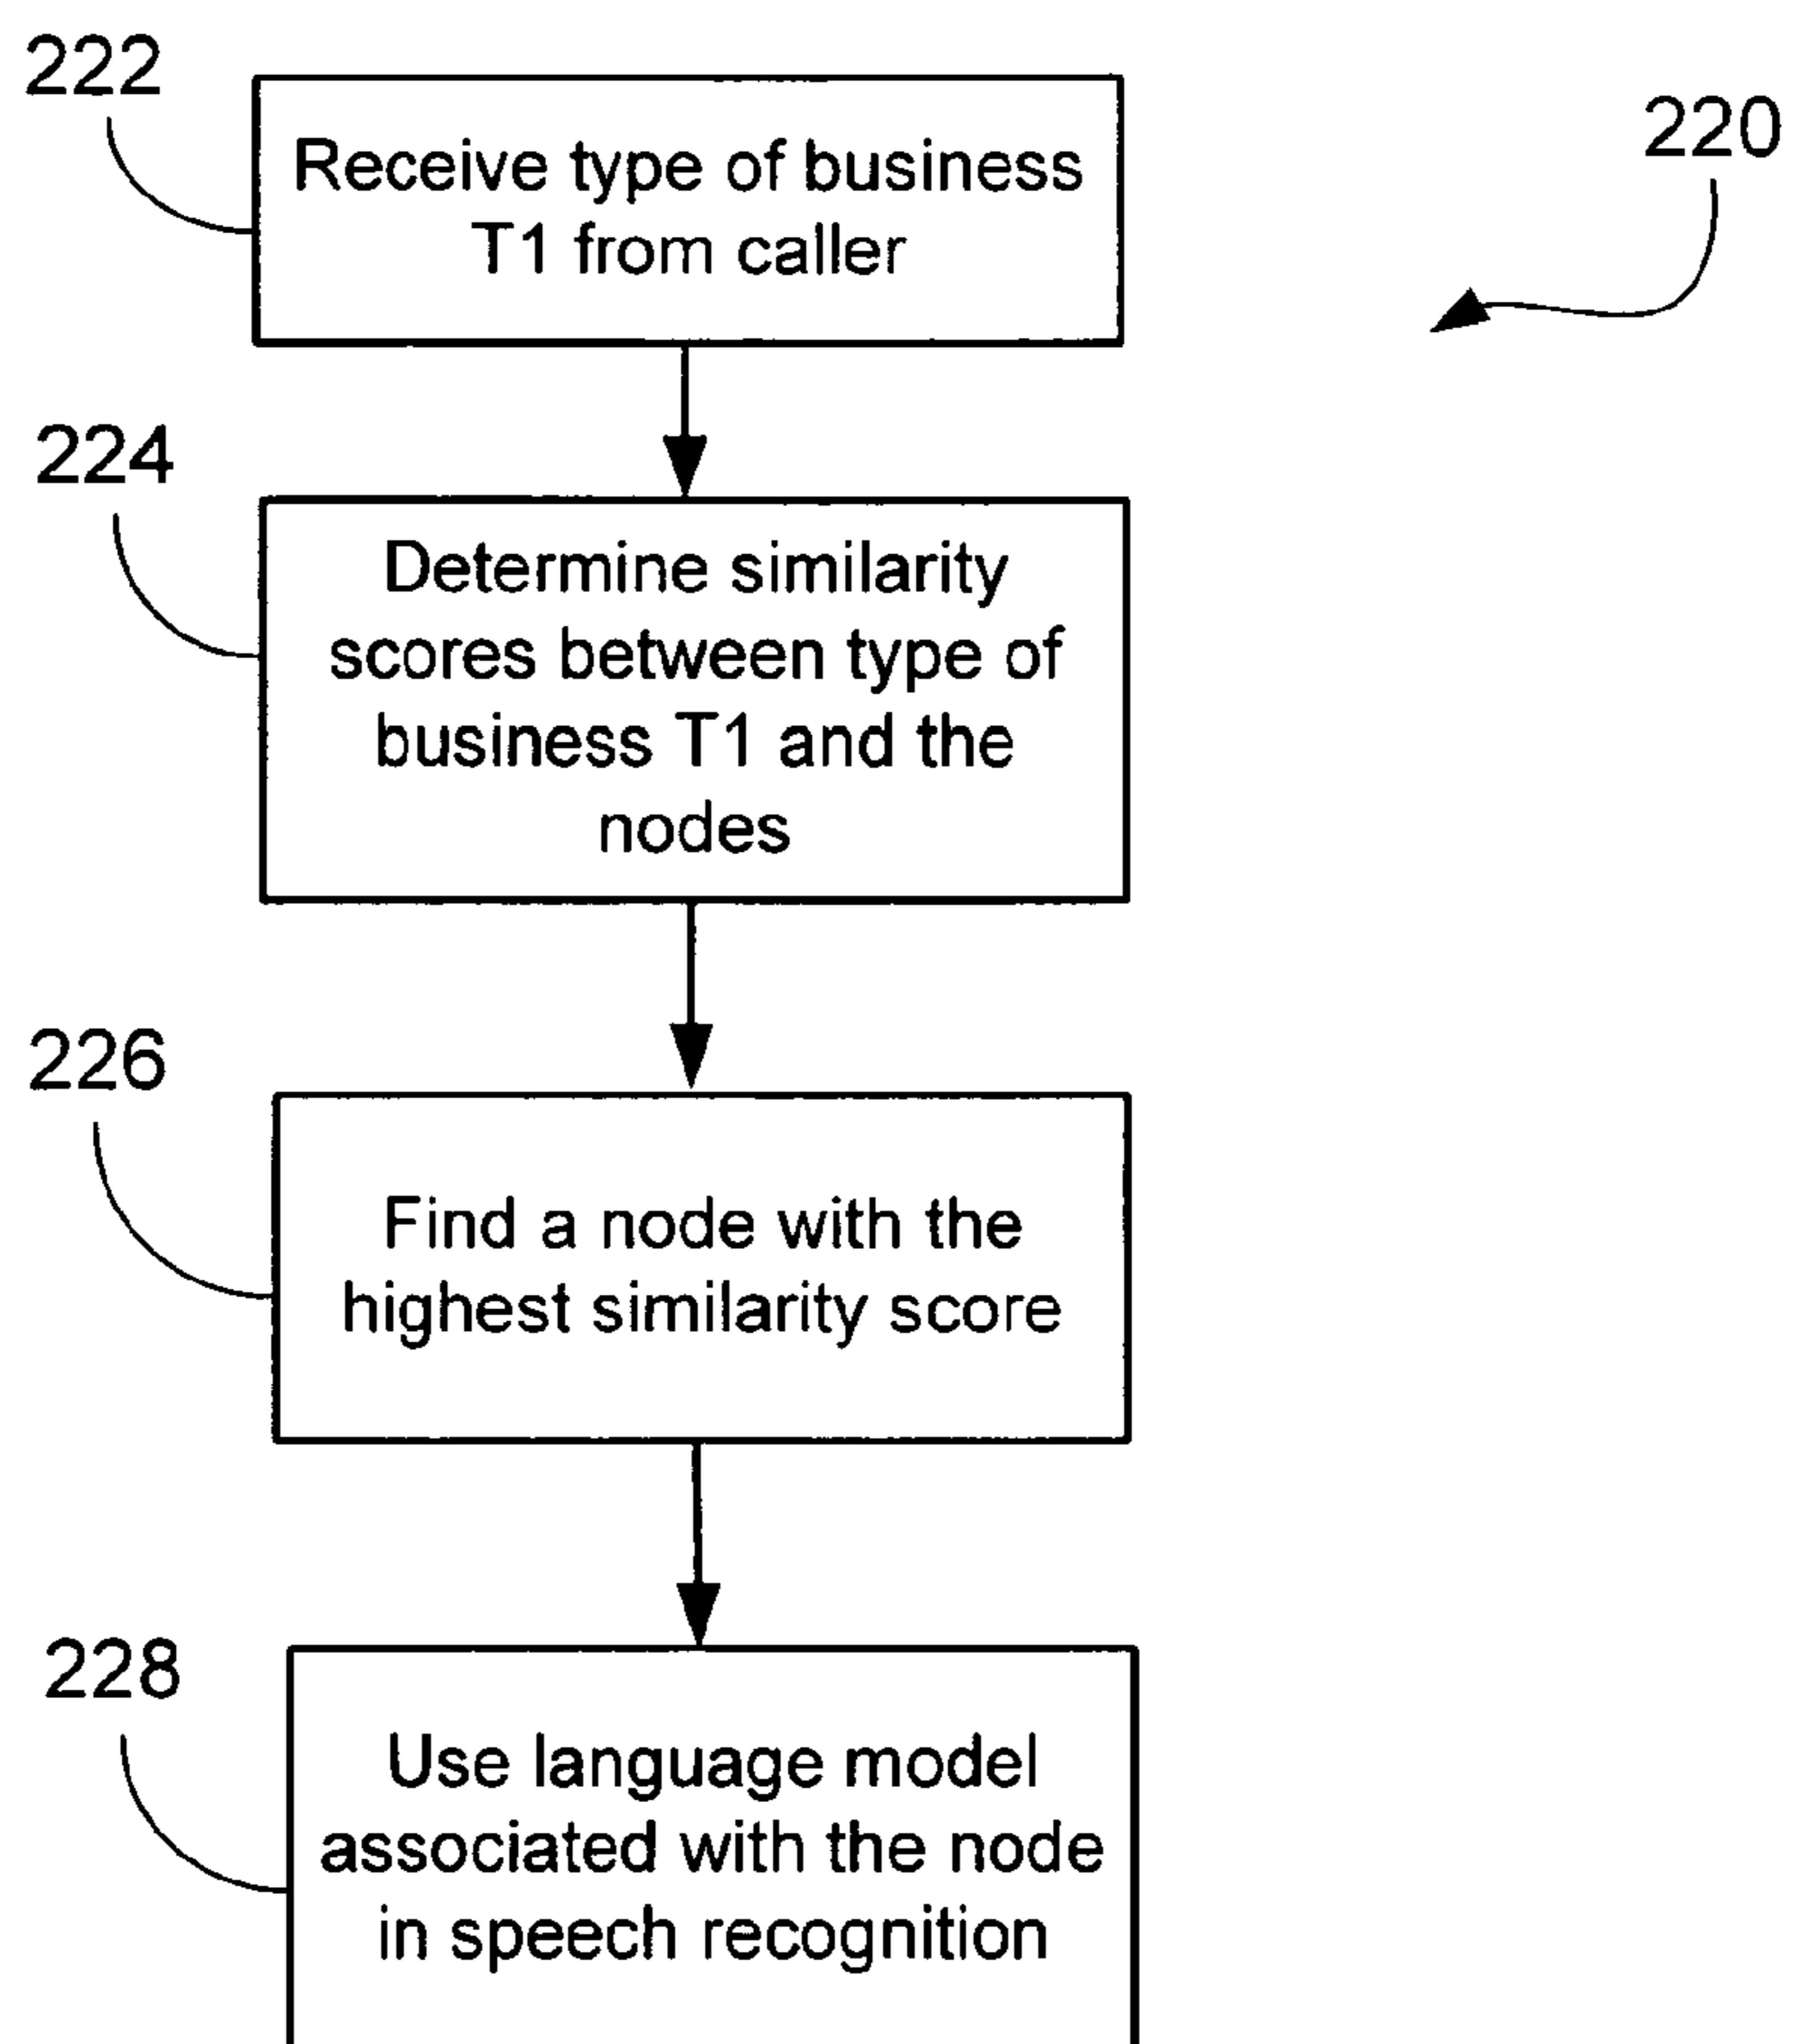 222
220
Receive type of business
T1 from caller
224
Determine similarity
scores between type of
business T1 and the
nodes
226
Find a node with the
highest similarity score
228
Use language model
associated with the node
in speech recognition